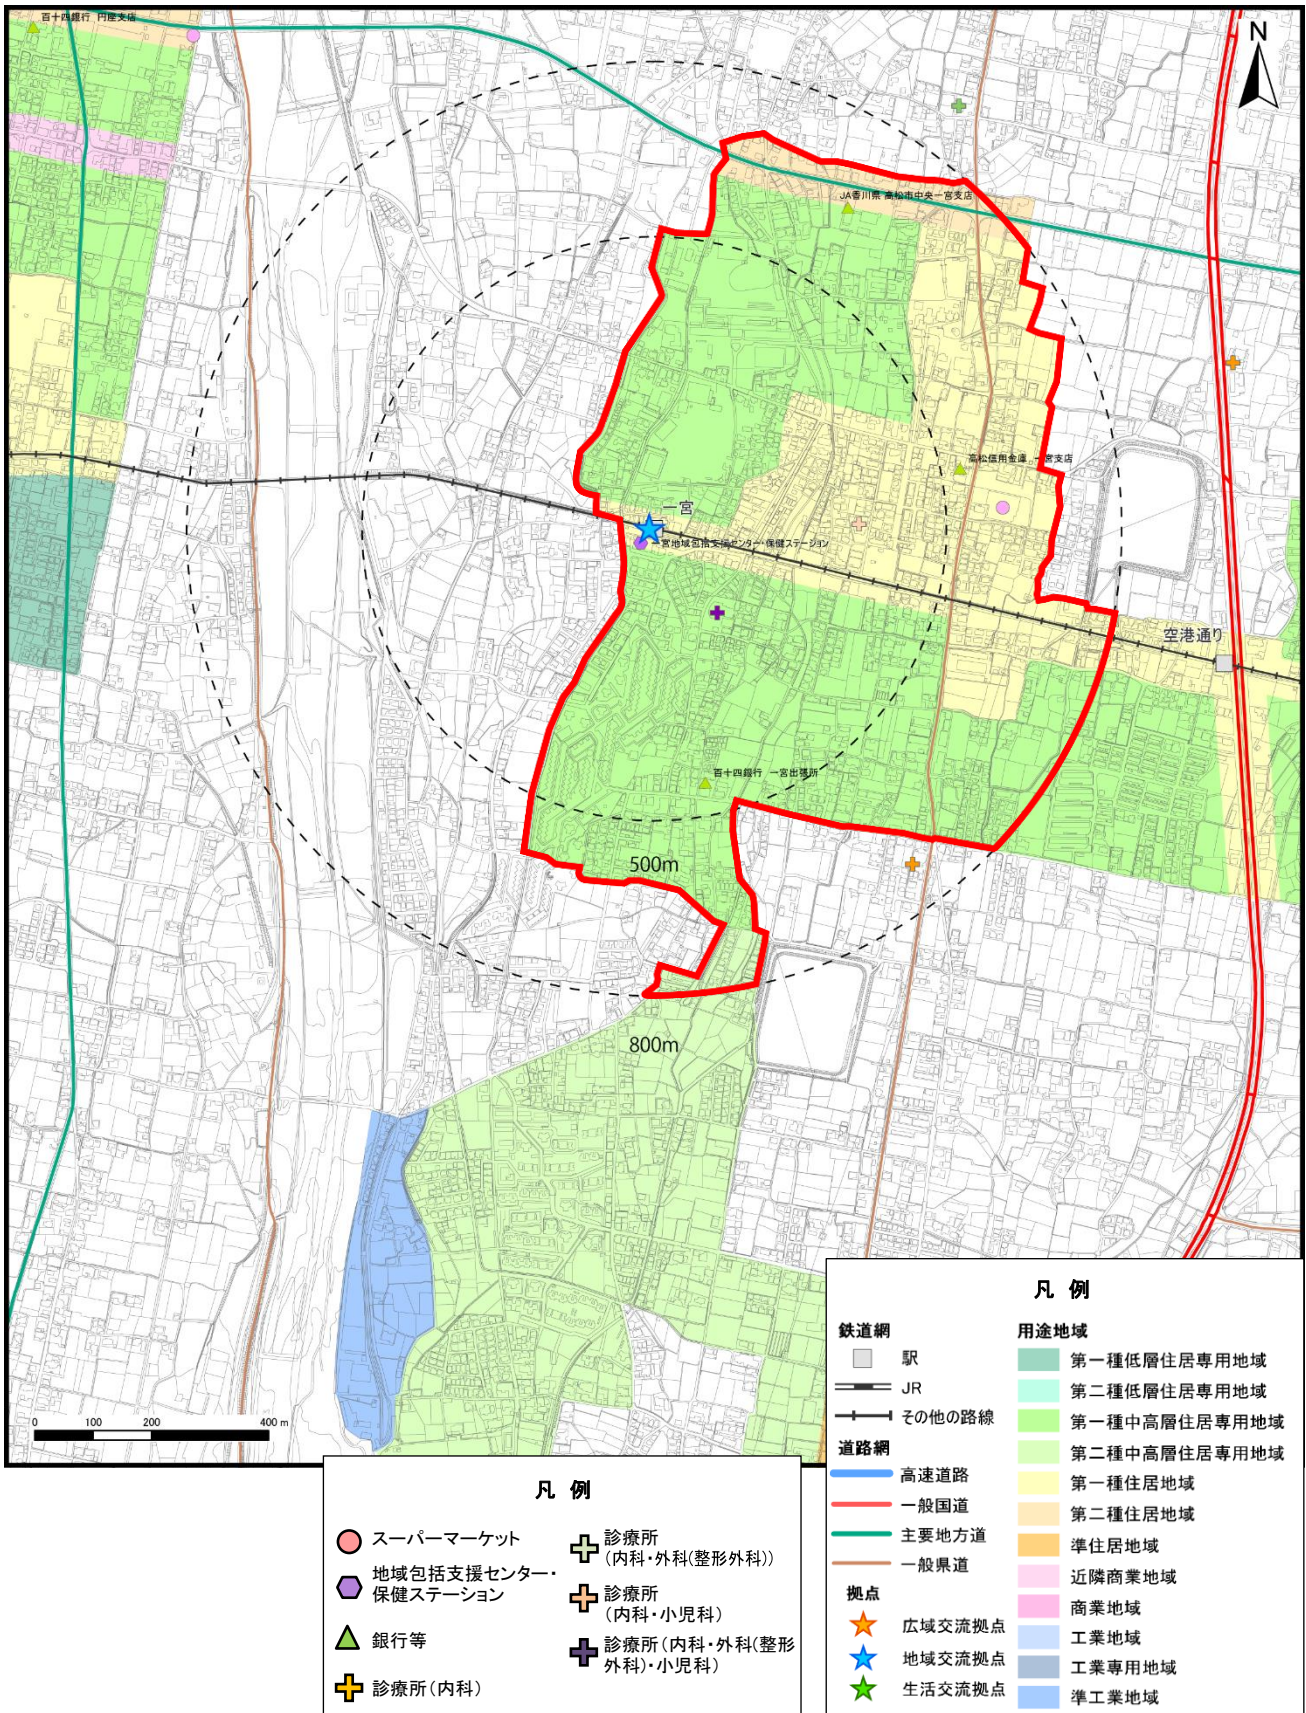 百十四銀行 円座支店
N
JA香川県 高松市中央一宮支店
高松信用金庫 一宮支店
一宮
一宮地域包括支援センター・保健ステーション
空港通り
百十四銀行 一宮出張所
500m
800m
0 100 200 400 m
凡 例
鉄道網
駅
JR
その他の路線
道路網
高速道路
一般国道
主要地方道
一般県道
拠点
広域交流拠点
地域交流拠点
生活交流拠点
用途地域
第一種低層住居専用地域
第二種低層住居専用地域
第一種中高層住居専用地域
第二種中高層住居専用地域
第一種住居地域
第二種住居地域
準住居地域
近隣商業地域
商業地域
工業地域
工業専用地域
準工業地域
凡 例
スーパーマーケット
地域包括支援センター・
保健ステーション
銀行等
診療所(内科)
診療所
(内科・外科(整形外科))
診療所
(内科・小児科)
診療所(内科・外科(整形
外科)・小児科)